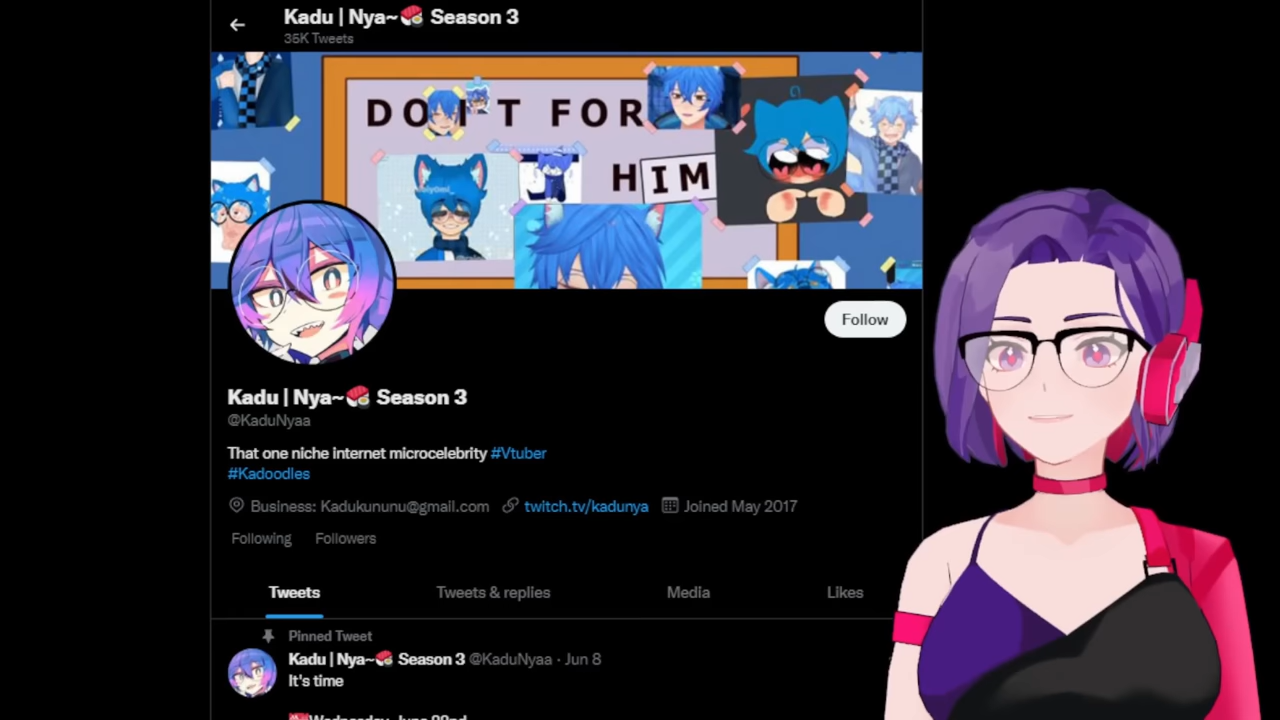 Kadu | Nya~🍣 Season 3
36K Tweets
DO IT FOR
HIM
Follow
Kadu | Nya~🍣 Season 3
@KaduNyaa
That one niche internet microcelebrity #Vtuber
#Kadoodles
Business: Kadukununu@gmail.com twitch.tv/kadunya Joined May 2017
Following Followers
Tweets Tweets & replies Media Likes
Pinned Tweet
Kadu | Nya~🍣 Season 3 @KaduNyaa · Jun 8
It's time